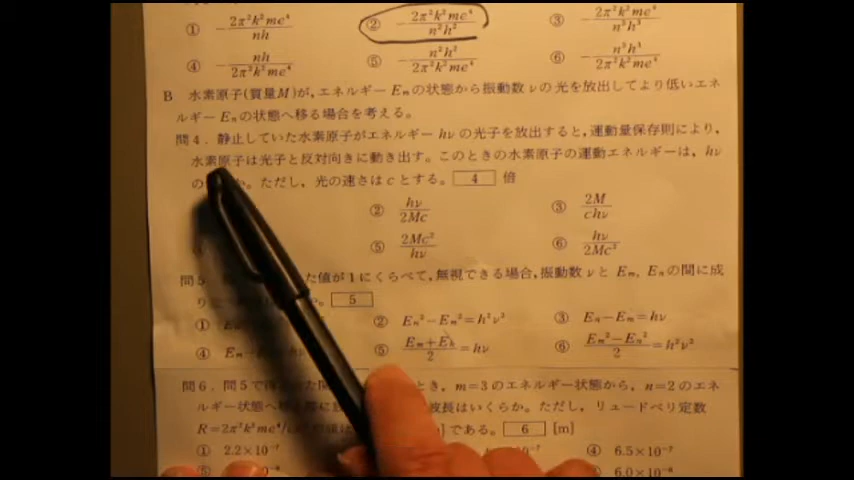 ① −2π²k²me⁴/nh ② −2π²k²me⁴/n²h² ③ −2π²k²me⁴/n³h³
④ −nh/2π²k²me⁴ ⑤ −n²h²/2π²k²me⁴ ⑥ −n³h³/2π²k²me⁴
B 水素原子(質量M)が，エネルギーEmの状態から振動数νの光を放出してより低いエネ
ルギーEnの状態へ移る場合を考える。
問4．静止していた水素原子がエネルギーhνの光子を放出すると，運動量保存則により，
水素原子は光子と反対向きに動き出す。このときの水素原子の運動エネルギーは，hν
の か。ただし，光の速さはcとする。 4 倍
② hν/2Mc ③ 2M/chν
⑤ 2Mc²/hν ⑥ hν/2Mc²
問5 た値が1にくらべて，無視できる場合，振動数νとEm，Enの間に成
り か。 5
① ② En²−Em²=h²ν² ③ En−Em=hν
④ Em− hν ⑤ (Em+En)/2=hν ⑥ (Em²−En²)/2=h²ν²
問6．問5で とき，m=3のエネルギー状態から，n=2のエネ
ルギー状態へ 波長はいくらか。ただし，リュードベリ定数
R=2π²k²me⁴/ ]である。 6 [m]
① 2.2×10⁻⁷ ④ 6.5×10⁻⁷
⑤ ⁻⁸ ⑧ 6.0×10⁻⁸